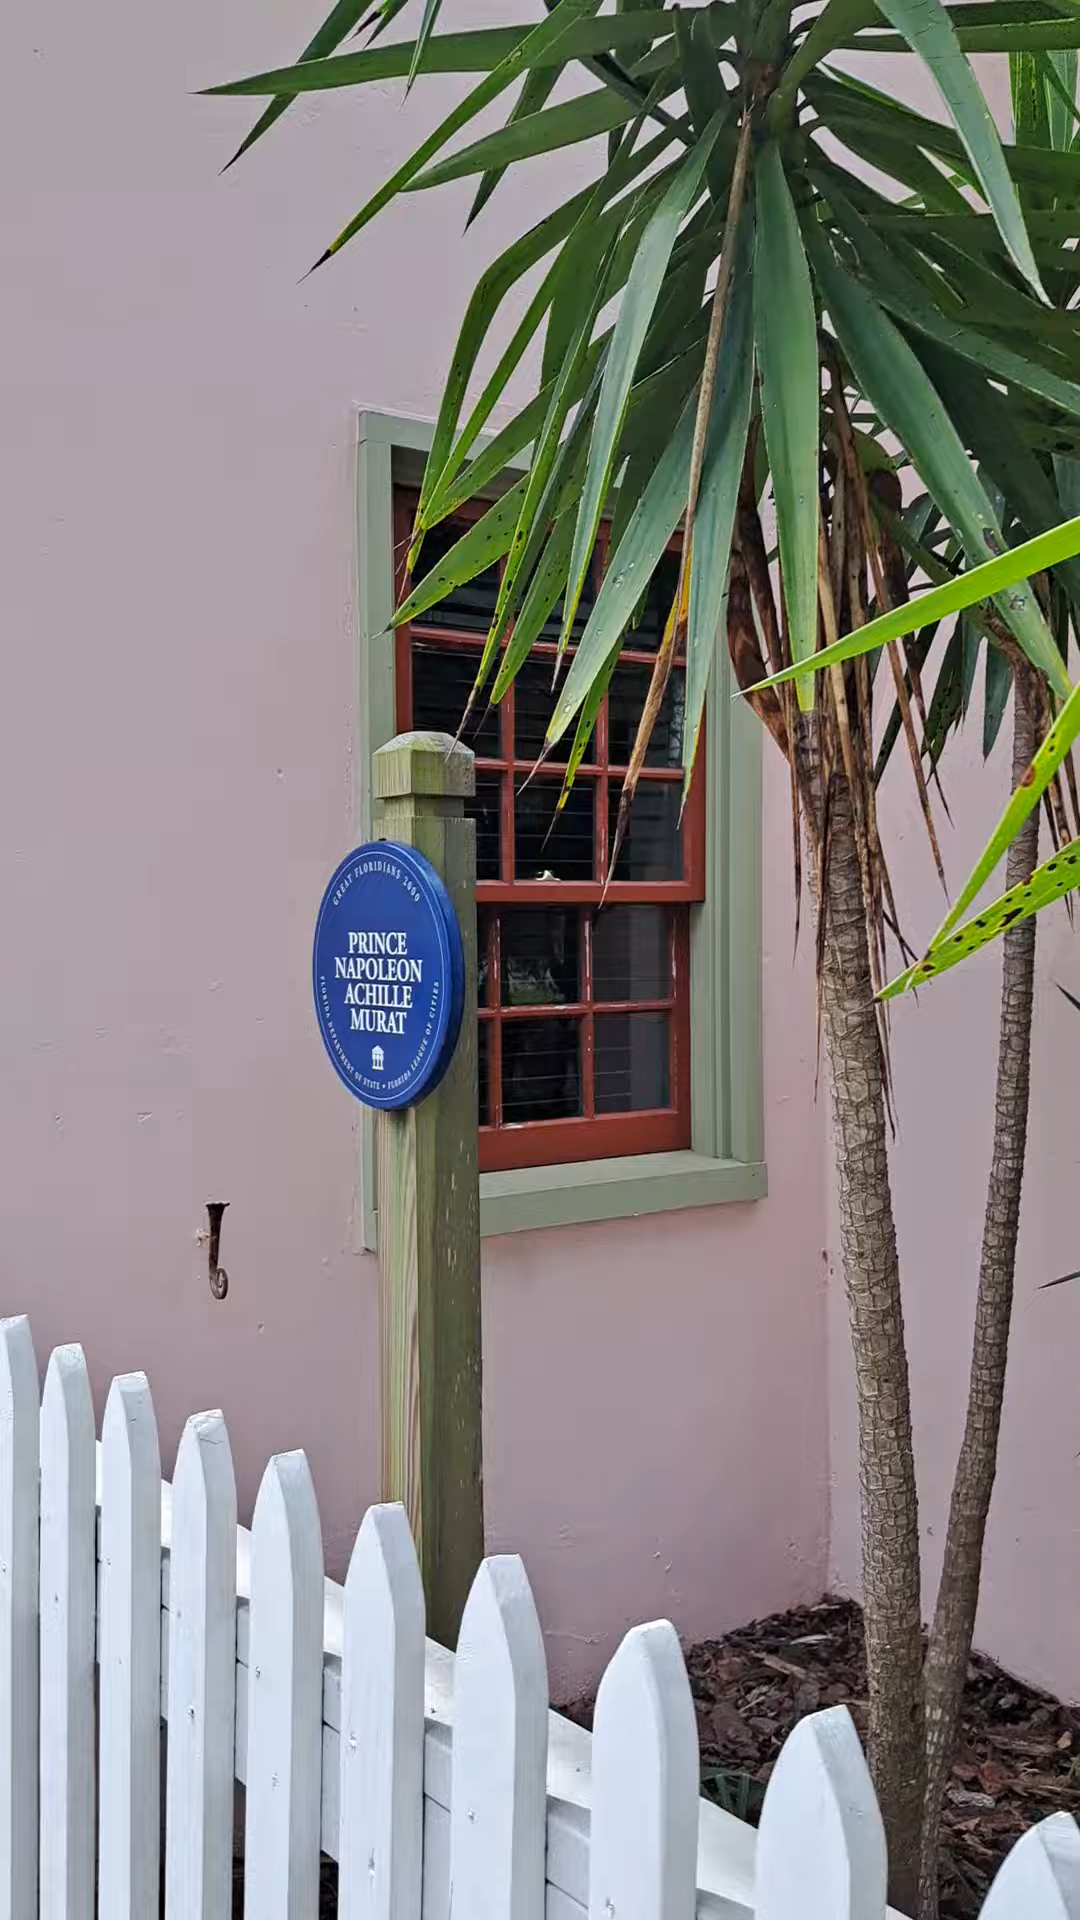 GREAT FLORIDIANS 2000
PRINCE
NAPOLEON
ACHILLE
MURAT
FLORIDA DEPARTMENT OF STATE • FLORIDA LEAGUE OF CITIES